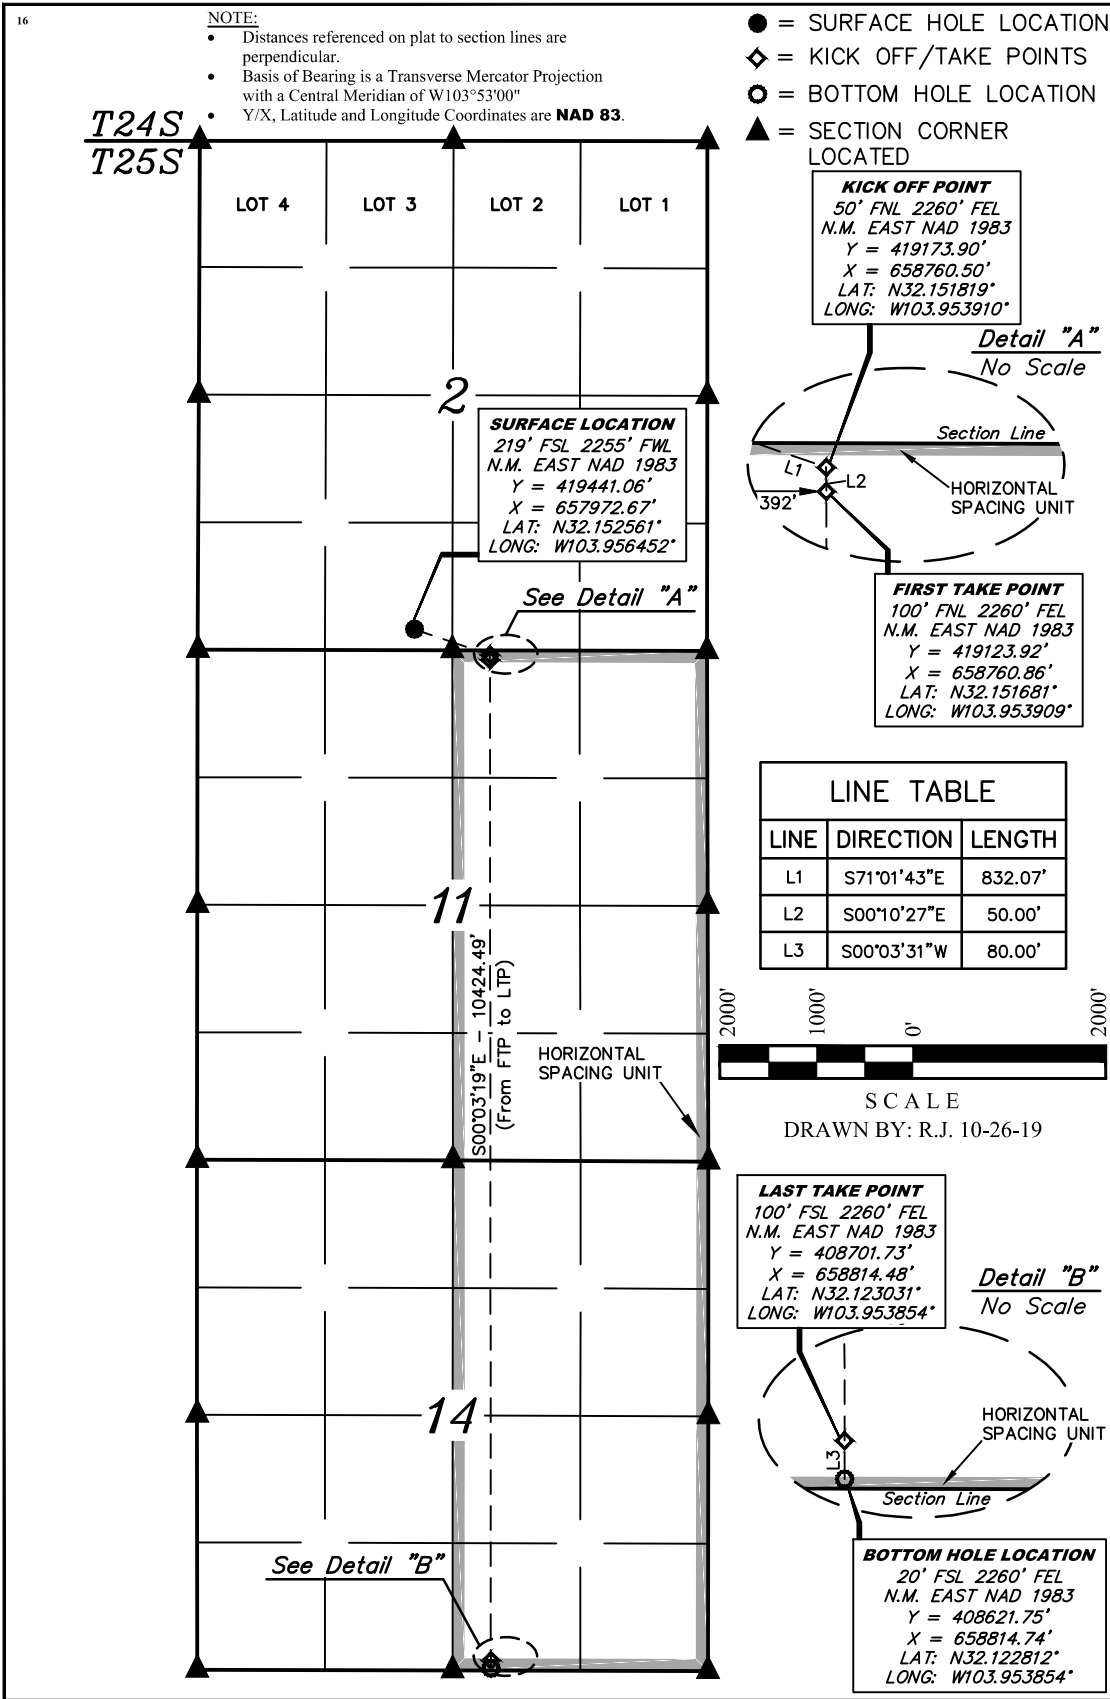 16
NOTE:
• Distances referenced on plat to section lines are
perpendicular.
• Basis of Bearing is a Transverse Mercator Projection
with a Central Meridian of W103°53'00"
• Y/X, Latitude and Longitude Coordinates are NAD 83.
● = SURFACE HOLE LOCATION
= KICK OFF/TAKE POINTS
= BOTTOM HOLE LOCATION
▲ = SECTION CORNER
LOCATED
T24S
T25S
LOT 4
LOT 3
LOT 2
LOT 1
KICK OFF POINT
50' FNL 2260' FEL
N.M. EAST NAD 1983
Y = 419173.90'
X = 658760.50'
LAT: N32.151819°
LONG: W103.953910°
Detail "A"
No Scale
Section Line
L1
L2
392'
HORIZONTAL
SPACING UNIT
2
SURFACE LOCATION
219' FSL 2255' FWL
N.M. EAST NAD 1983
Y = 419441.06'
X = 657972.67'
LAT: N32.152561°
LONG: W103.956452°
See Detail "A"
FIRST TAKE POINT
100' FNL 2260' FEL
N.M. EAST NAD 1983
Y = 419123.92'
X = 658760.86'
LAT: N32.151681°
LONG: W103.953909°
LINE TABLE
LINE DIRECTION LENGTH
L1 S71°01'43"E 832.07'
L2 S00°10'27"E 50.00'
L3 S00°03'31"W 80.00'
11
S00°03'19"E – 10424.49'
(From FTP to LTP)
HORIZONTAL
SPACING UNIT
2000' 1000' 0' 2000'
SCALE
DRAWN BY: R.J. 10-26-19
LAST TAKE POINT
100' FSL 2260' FEL
N.M. EAST NAD 1983
Y = 408701.73'
X = 658814.48'
LAT: N32.123031°
LONG: W103.953854°
Detail "B"
No Scale
14
HORIZONTAL
SPACING UNIT
L3
Section Line
See Detail "B"
BOTTOM HOLE LOCATION
20' FSL 2260' FEL
N.M. EAST NAD 1983
Y = 408621.75'
X = 658814.74'
LAT: N32.122812°
LONG: W103.953854°